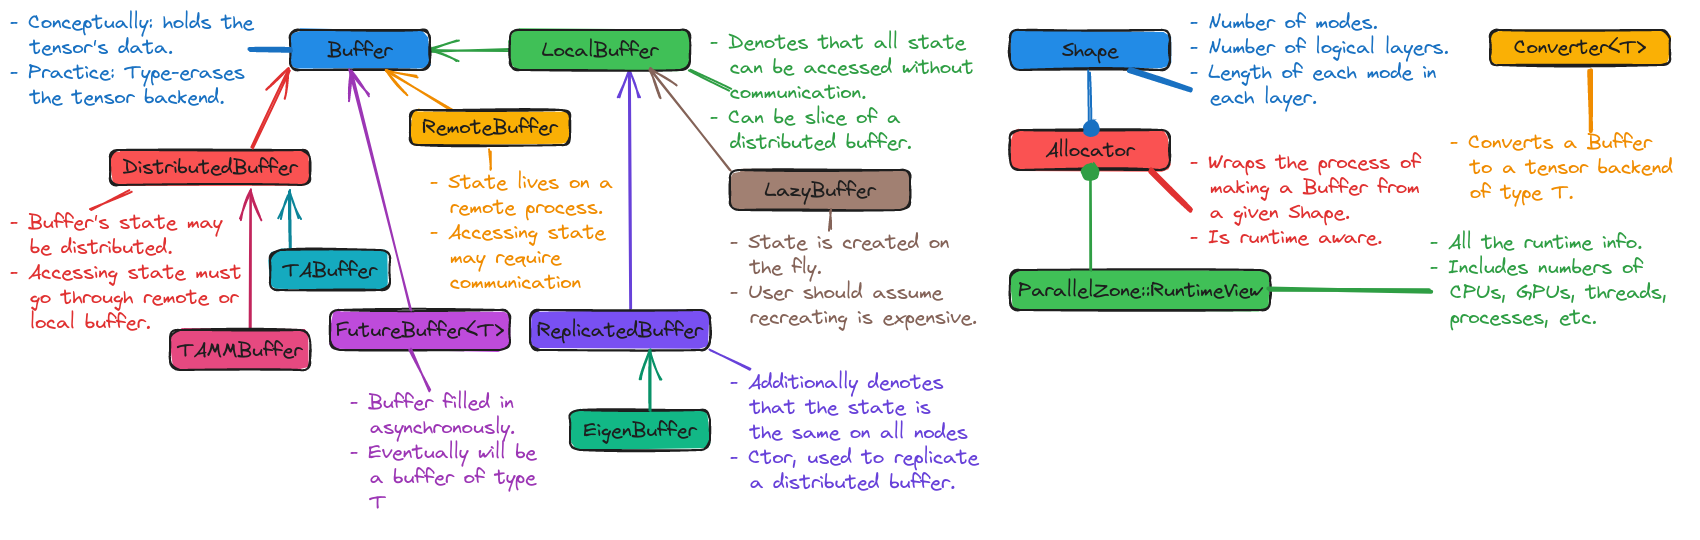 - Conceptually: holds the
tensor's data.
- Practice: Type-erases
the tensor backend.
Buffer
LocalBuffer
- Denotes that all state
can be accessed without
communication.
- Can be slice of a
distributed buffer.
RemoteBuffer
- State lives on a
remote process.
- Accessing state
may require
communication
DistributedBuffer
- Buffer's state may
be distributed.
- Accessing state must
go through remote or
local buffer.
TABuffer
TAMMBuffer
FutureBuffer<T>
- Buffer filled in
asynchronously.
- Eventually will be
a buffer of type
T
LazyBuffer
- State is created on
the fly.
- User should assume
recreating is expensive.
ReplicatedBuffer
- Additionally denotes
that the state is
the same on all nodes
- Ctor, used to replicate
a distributed buffer.
EigenBuffer
Shape
- Number of modes.
- Number of logical layers.
- Length of each mode in
each layer.
Allocator
- Wraps the process of
making a Buffer from
a given Shape.
- Is runtime aware.
ParallelZone::RuntimeView
- All the runtime info.
- Includes numbers of
CPUs, GPUs, threads,
processes, etc.
Converter<T>
- Converts a Buffer
to a tensor backend
of type T.